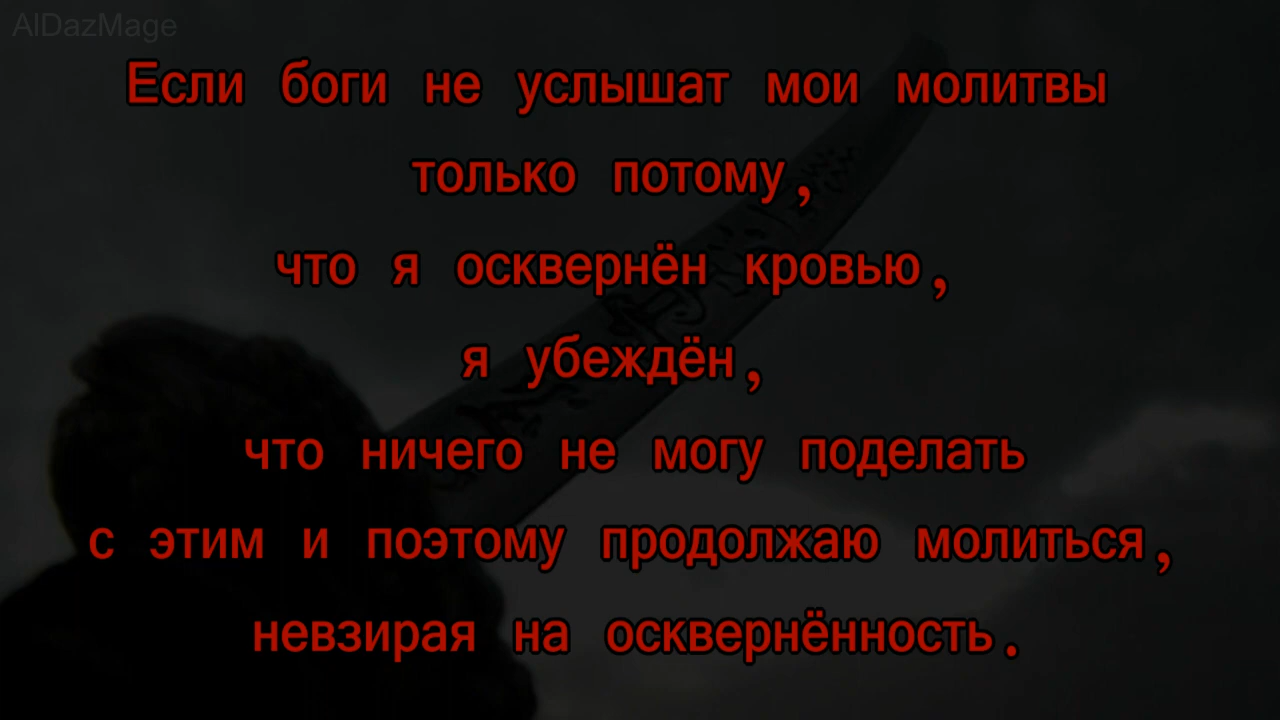 AlDazMage
Если боги не услышат мои молитвы
только потому,
что я осквернён кровью,
я убеждён,
что ничего не могу поделать
с этим и поэтому продолжаю молиться,
невзирая на осквернённость.